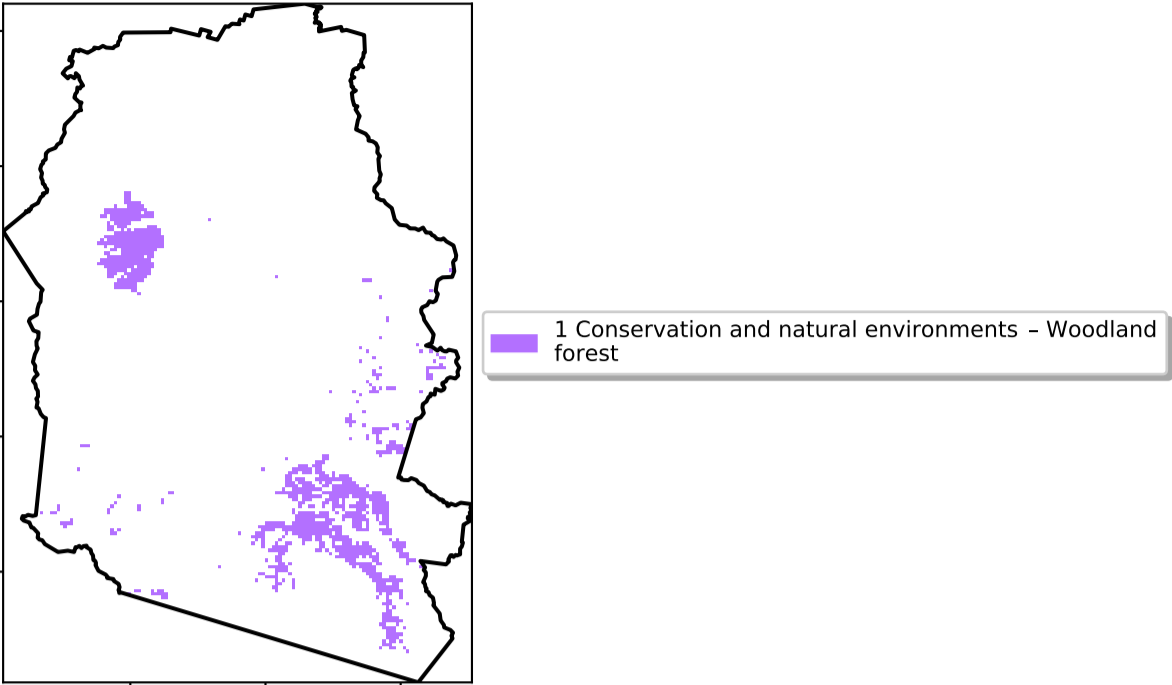 1 Conservation and natural environments – Woodland
forest